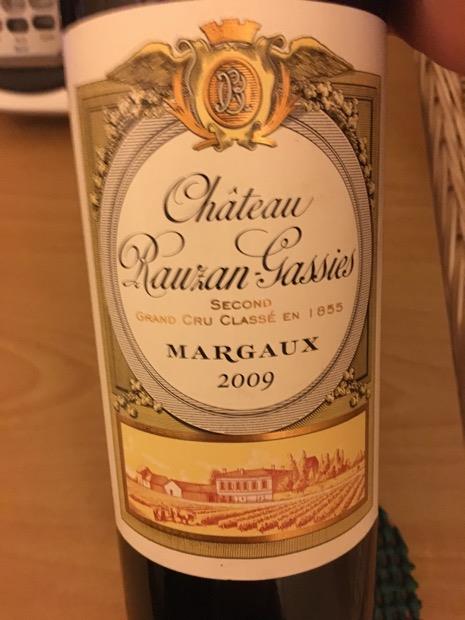 R
Château
Rauzan-Gassies
SECOND
GRAND CRU CLASSÉ EN 1855
MARGAUX
2009